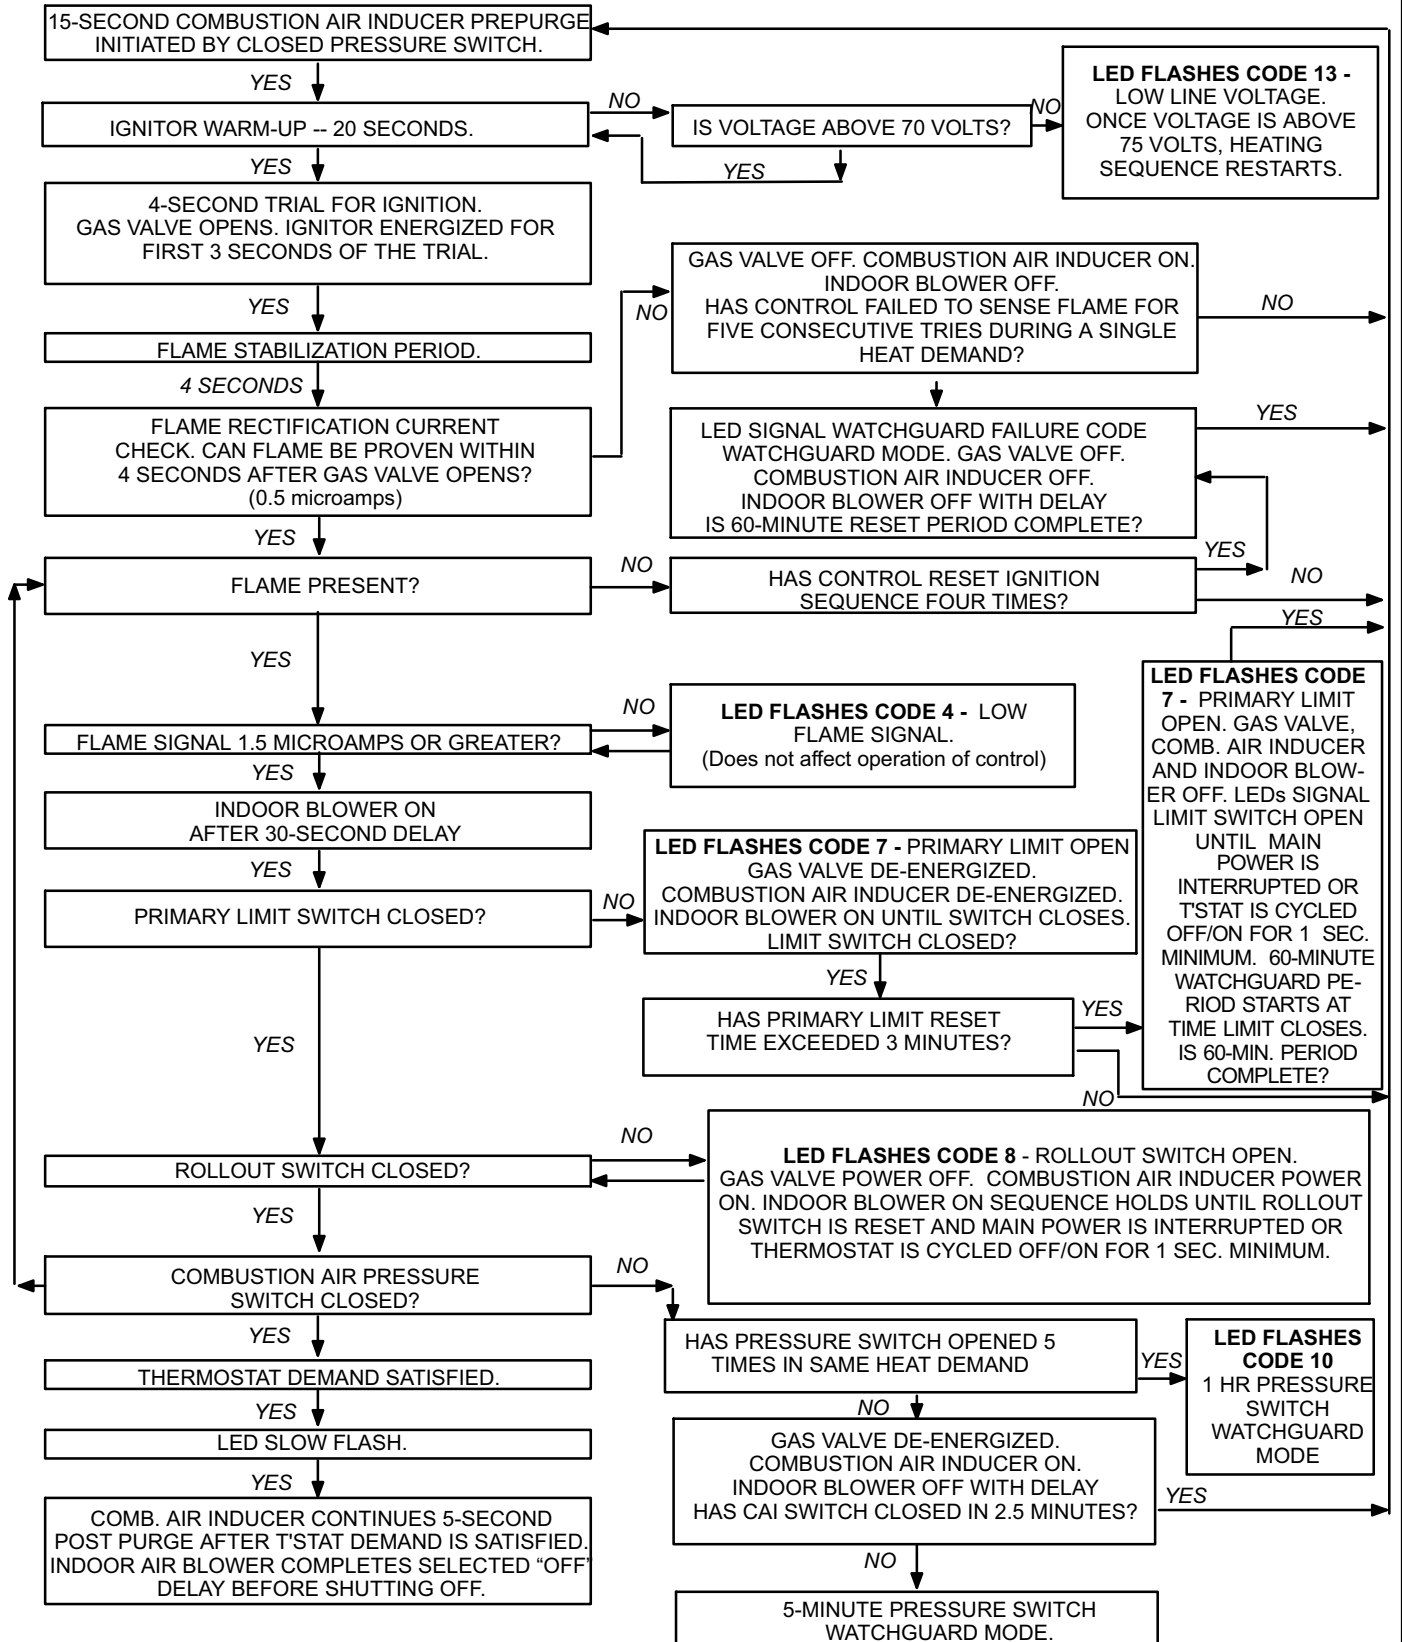 15-SECOND COMBUSTION AIR INDUCER PREPURGE
INITIATED BY CLOSED PRESSURE SWITCH.
YES
IGNITOR WARM-UP -- 20 SECONDS.
NO
IS VOLTAGE ABOVE 70 VOLTS?
YES
NO
LED FLASHES CODE 13 -
LOW LINE VOLTAGE.
ONCE VOLTAGE IS ABOVE
75 VOLTS, HEATING
SEQUENCE RESTARTS.
YES
4-SECOND TRIAL FOR IGNITION.
GAS VALVE OPENS. IGNITOR ENERGIZED FOR
FIRST 3 SECONDS OF THE TRIAL.
YES
FLAME STABILIZATION PERIOD.
4 SECONDS
FLAME RECTIFICATION CURRENT
CHECK. CAN FLAME BE PROVEN WITHIN
4 SECONDS AFTER GAS VALVE OPENS?
(0.5 microamps)
NO
GAS VALVE OFF. COMBUSTION AIR INDUCER ON.
INDOOR BLOWER OFF.
HAS CONTROL FAILED TO SENSE FLAME FOR
FIVE CONSECUTIVE TRIES DURING A SINGLE
HEAT DEMAND?
NO
LED SIGNAL WATCHGUARD FAILURE CODE
WATCHGUARD MODE. GAS VALVE OFF.
COMBUSTION AIR INDUCER OFF.
INDOOR BLOWER OFF WITH DELAY
IS 60-MINUTE RESET PERIOD COMPLETE?
YES
YES
FLAME PRESENT?
NO
HAS CONTROL RESET IGNITION
SEQUENCE FOUR TIMES?
YES
NO
YES
FLAME SIGNAL 1.5 MICROAMPS OR GREATER?
NO
LED FLASHES CODE 4 - LOW
FLAME SIGNAL.
(Does not affect operation of control)
YES
INDOOR BLOWER ON
AFTER 30-SECOND DELAY
YES
PRIMARY LIMIT SWITCH CLOSED?
NO
LED FLASHES CODE 7 - PRIMARY LIMIT OPEN
GAS VALVE DE-ENERGIZED.
COMBUSTION AIR INDUCER DE-ENERGIZED.
INDOOR BLOWER ON UNTIL SWITCH CLOSES.
LIMIT SWITCH CLOSED?
YES
HAS PRIMARY LIMIT RESET
TIME EXCEEDED 3 MINUTES?
YES
NO
YES
LED FLASHES CODE
7 - PRIMARY LIMIT
OPEN. GAS VALVE,
COMB. AIR INDUCER
AND INDOOR BLOW-
ER OFF. LEDs SIGNAL
LIMIT SWITCH OPEN
UNTIL MAIN
POWER IS
INTERRUPTED OR
T'STAT IS CYCLED
OFF/ON FOR 1 SEC.
MINIMUM. 60-MINUTE
WATCHGUARD PE-
RIOD STARTS AT
TIME LIMIT CLOSES.
IS 60-MIN. PERIOD
COMPLETE?
YES
ROLLOUT SWITCH CLOSED?
NO
LED FLASHES CODE 8 - ROLLOUT SWITCH OPEN.
GAS VALVE POWER OFF. COMBUSTION AIR INDUCER POWER
ON. INDOOR BLOWER ON SEQUENCE HOLDS UNTIL ROLLOUT
SWITCH IS RESET AND MAIN POWER IS INTERRUPTED OR
THERMOSTAT IS CYCLED OFF/ON FOR 1 SEC. MINIMUM.
YES
COMBUSTION AIR PRESSURE
SWITCH CLOSED?
NO
HAS PRESSURE SWITCH OPENED 5
TIMES IN SAME HEAT DEMAND
YES
LED FLASHES
CODE 10
1 HR PRESSURE
SWITCH
WATCHGUARD
MODE
NO
GAS VALVE DE-ENERGIZED.
COMBUSTION AIR INDUCER ON.
INDOOR BLOWER OFF WITH DELAY
HAS CAI SWITCH CLOSED IN 2.5 MINUTES?
YES
NO
5-MINUTE PRESSURE SWITCH
WATCHGUARD MODE.
YES
THERMOSTAT DEMAND SATISFIED.
YES
LED SLOW FLASH.
YES
COMB. AIR INDUCER CONTINUES 5-SECOND
POST PURGE AFTER T'STAT DEMAND IS SATISFIED.
INDOOR AIR BLOWER COMPLETES SELECTED “OFF”
DELAY BEFORE SHUTTING OFF.